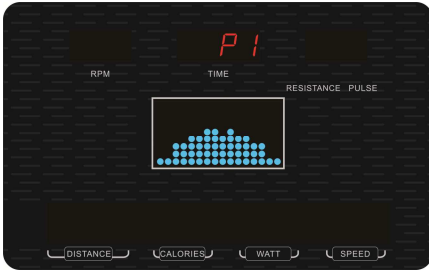 P1
RPM
TIME
RESISTANCE PULSE
DISTANCE
CALORIES
WATT
SPEED